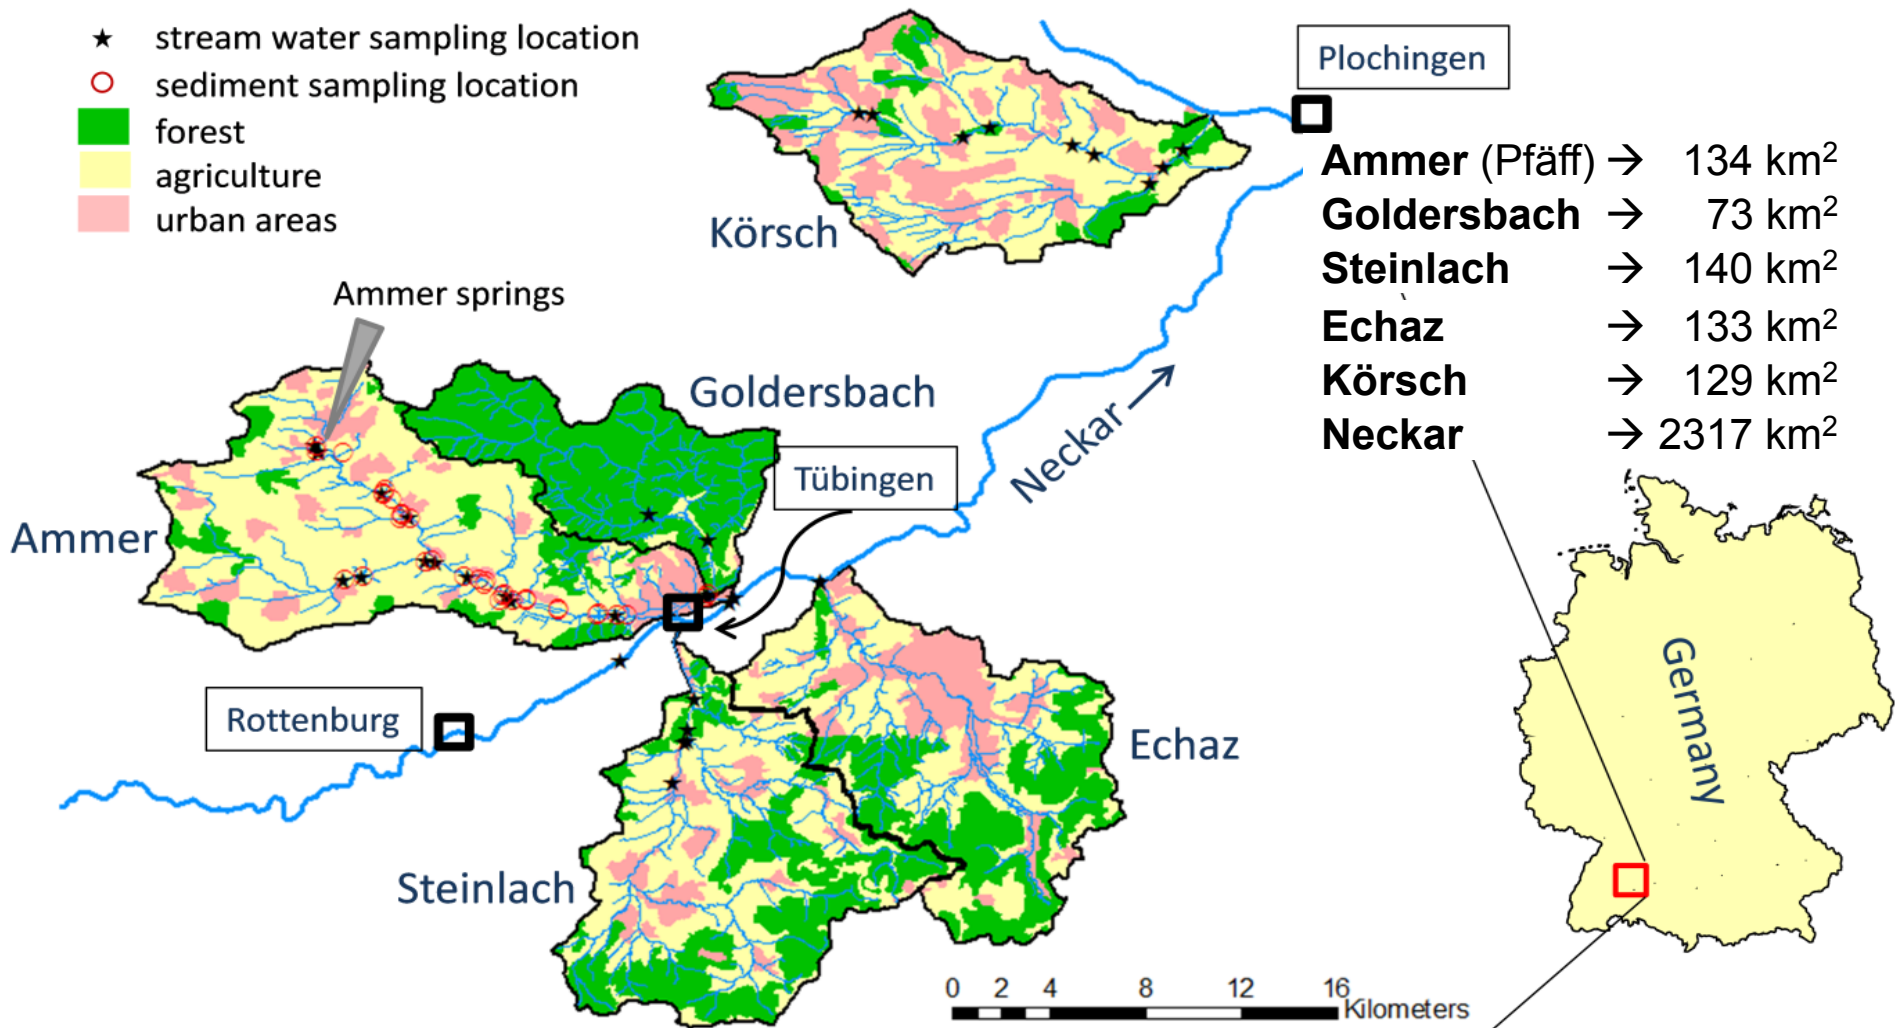 stream water sampling location
sediment sampling location
forest
agriculture
urban areas
Plochingen
Körsch
Ammer (Pfäff) → 134 km²
Goldersbach → 73 km²
Steinlach → 140 km²
Echaz → 133 km²
Körsch → 129 km²
Neckar → 2317 km²
Ammer springs
Goldersbach
Tübingen
Neckar
Ammer
Rottenburg
Echaz
Steinlach
Germany
0 2 4 8 12 16
Kilometers